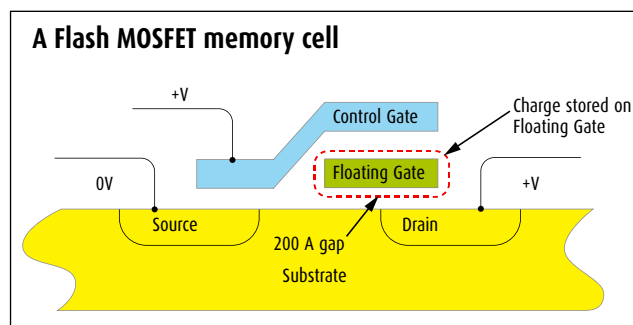 A Flash MOSFET memory cell
+V
Control Gate
Charge stored on
Floating Gate
Floating Gate
0V
+V
Source
Drain
200 A gap
Substrate